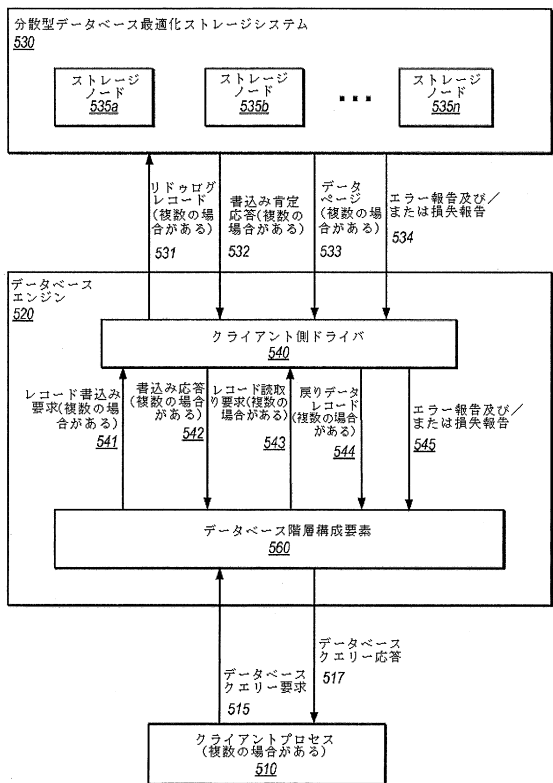 分散型データベース最適化ストレージシステム
530
ストレージ
ノード
535a
ストレージ
ノード
535b
ストレージ
ノード
535n
リドゥログ
レコード
(複数の場
合がある)
531
書込み肯定
応答(複数の
場合がある)
532
データ
ページ
(複数の場
合がある)
533
エラー報告及び/
または損失報告
534
データベース
エンジン
520
クライアント側ドライバ
540
レコード書込み
要求(複数の場
合がある)
541
書込み応答
(複数の場合
がある)
542
レコード読取
り要求(複数の
場合がある)
543
戻りデータ
レコード
(複数の場合
がある)
544
エラー報告及び/
または損失報告
545
データベース階層構成要素
560
データベース
クエリー要求
515
データベース
クエリー応答
517
クライアントプロセス
(複数の場合がある)
510